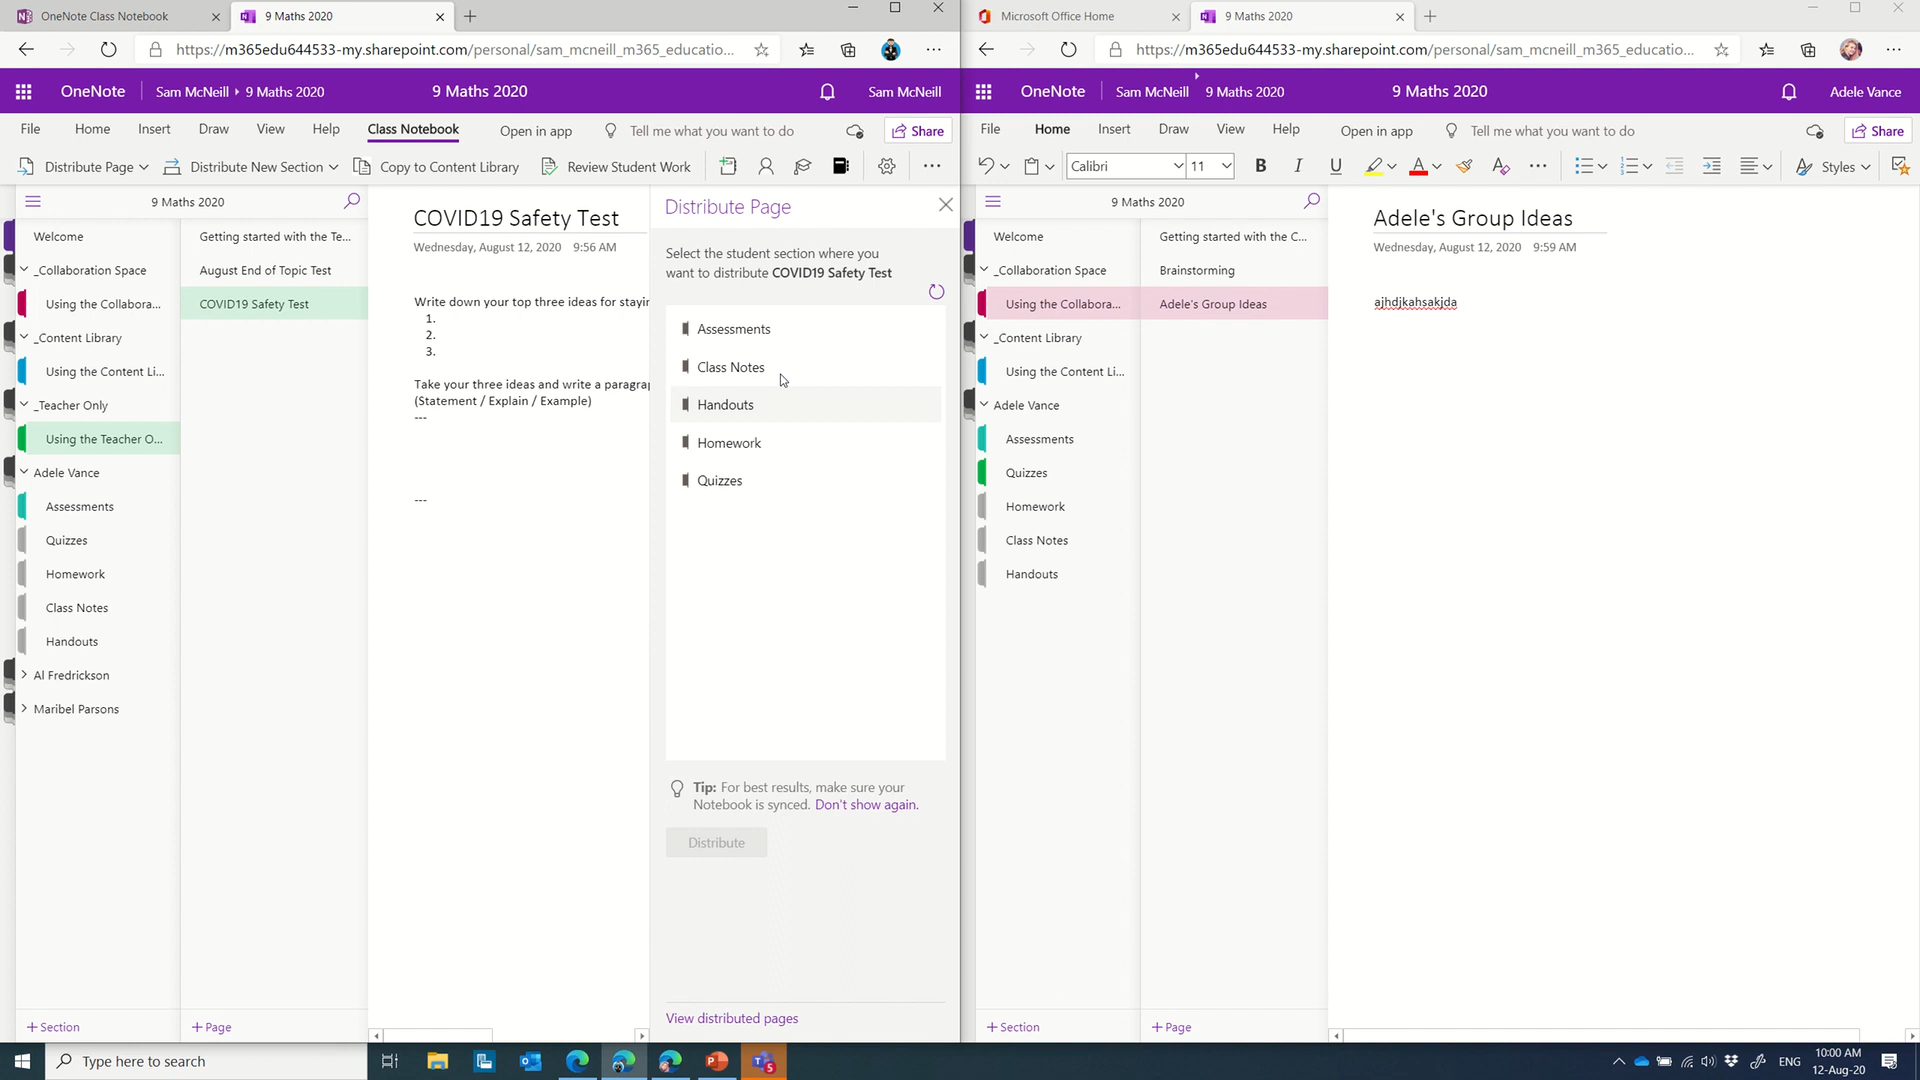 OneNote Class Notebook
9 Maths 2020
https://m365edu644533-my.sharepoint.com/personal/sam_mcneill_m365_educatio...
OneNote
Sam McNeill
9 Maths 2020
9 Maths 2020
Sam McNeill
File
Home
Insert
Draw
View
Help
Class Notebook
Open in app
Tell me what you want to do
Share
Distribute Page
Distribute New Section
Copy to Content Library
Review Student Work
9 Maths 2020
Welcome
_Collaboration Space
Using the Collabora...
_Content Library
Using the Content Li...
_Teacher Only
Using the Teacher O...
Adele Vance
Assessments
Quizzes
Homework
Class Notes
Handouts
Al Fredrickson
Maribel Parsons
+ Section
Getting started with the Te...
August End of Topic Test
COVID19 Safety Test
+ Page
COVID19 Safety Test
Wednesday, August 12, 2020 9:56 AM
Write down your top three ideas for stayin
1.
2.
3.
Take your three ideas and write a paragrap
(Statement / Explain / Example)
---
---
Distribute Page
Select the student section where you
want to distribute COVID19 Safety Test
Assessments
Class Notes
Handouts
Homework
Quizzes
Tip: For best results, make sure your
Notebook is synced. Don't show again.
Distribute
View distributed pages
Microsoft Office Home
9 Maths 2020
https://m365edu644533-my.sharepoint.com/personal/sam_mcneill_m365_educatio...
OneNote
Sam McNeill
9 Maths 2020
9 Maths 2020
Adele Vance
File
Home
Insert
Draw
View
Help
Open in app
Tell me what you want to do
Share
Calibri
11
B
I
U
A
A
Styles
9 Maths 2020
Welcome
_Collaboration Space
Using the Collabora...
_Content Library
Using the Content Li...
Adele Vance
Assessments
Quizzes
Homework
Class Notes
Handouts
+ Section
Getting started with the C...
Brainstorming
Adele's Group Ideas
+ Page
Adele's Group Ideas
Wednesday, August 12, 2020 9:59 AM
ajhdjkahsakjda
Type here to search
5
ENG
10:00 AM
12-Aug-20